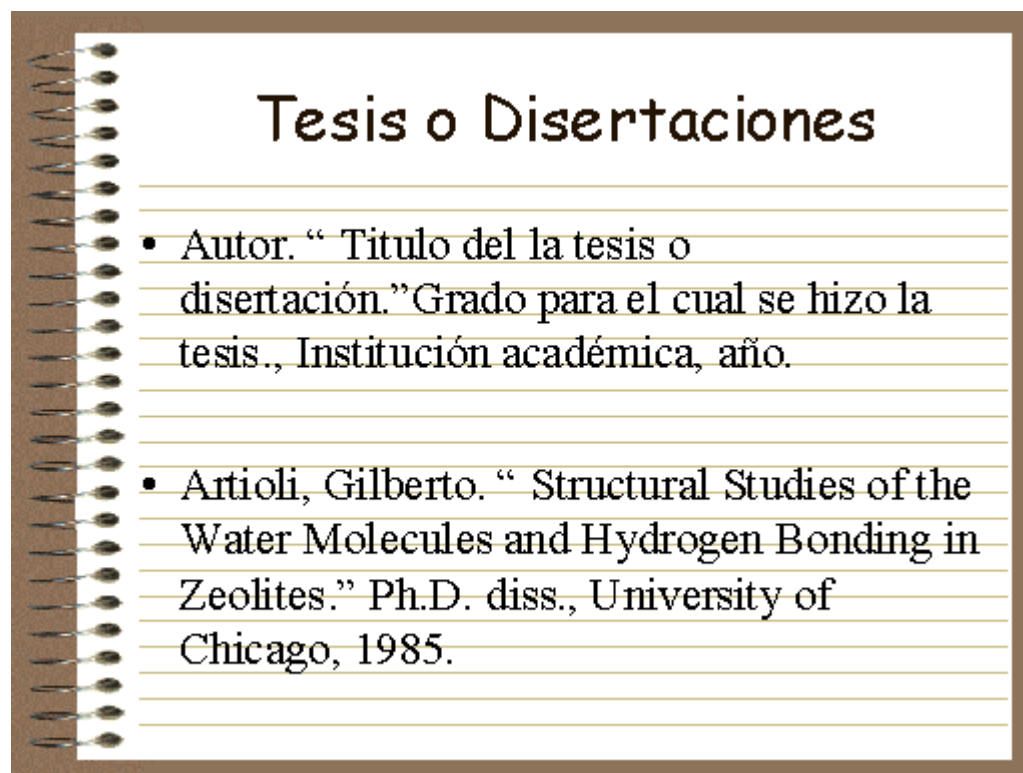 Tesis o Disertaciones
• Autor. “ Titulo del la tesis o
disertación.”Grado para el cual se hizo la
tesis., Institución académica, año.
• Artioli, Gilberto. “ Structural Studies of the
Water Molecules and Hydrogen Bonding in
Zeolites.” Ph.D. diss., University of
Chicago, 1985.